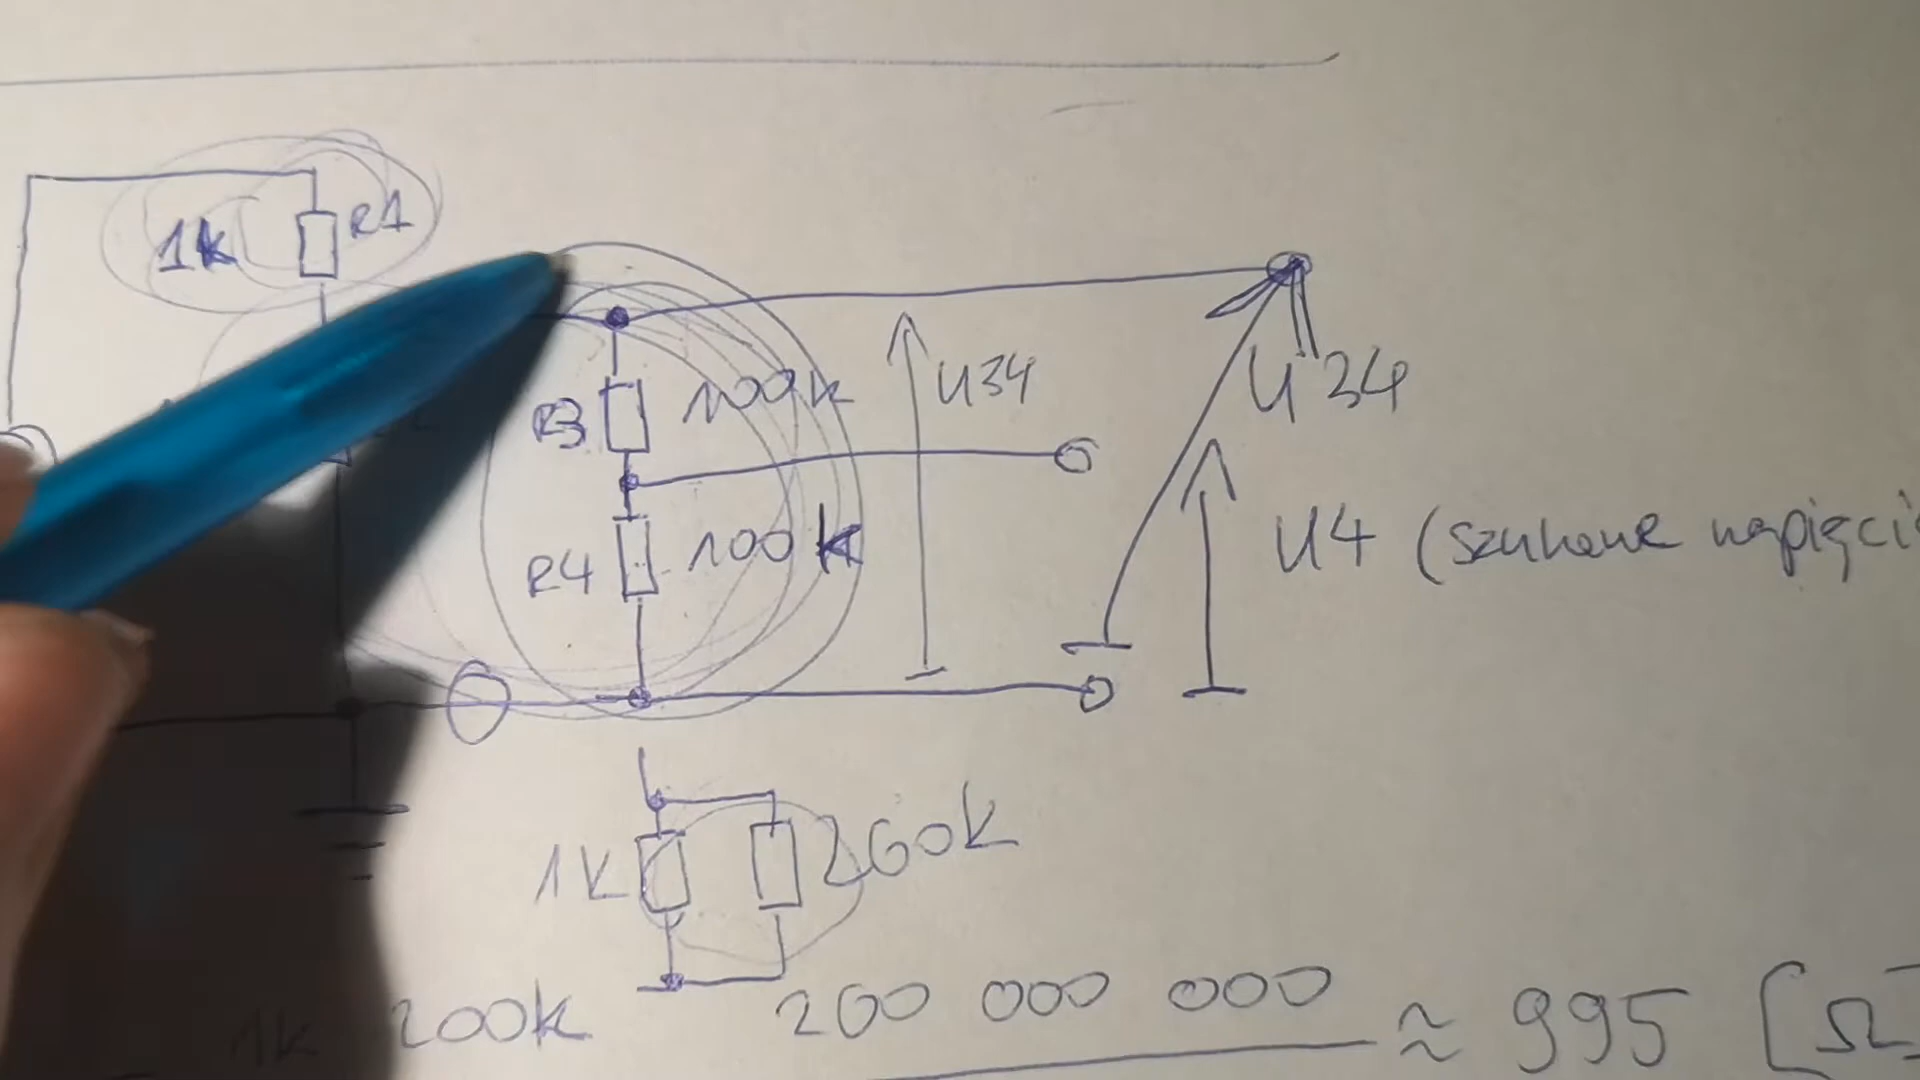 1k R1
R3 100k U34 U34
R4 100k U4 (szukane napięci
1K 200K
1k 200k 200 000 000 ≈ 995 [Ω]